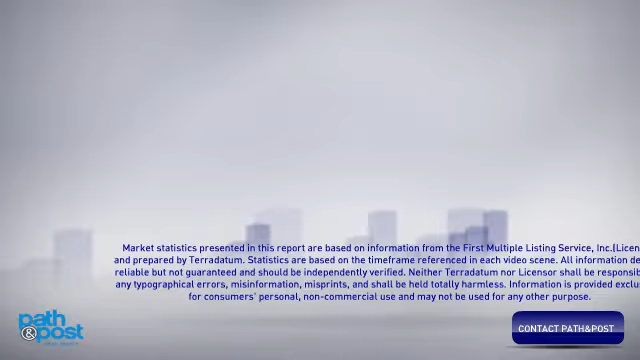 Market statistics presented in this report are based on information from the First Multiple Listing Service, Inc.(Licen
and prepared by Terradatum. Statistics are based on the timeframe referenced in each video scene. All information de
reliable but not guaranteed and should be independently verified. Neither Terradatum nor Licensor shall be responsib
any typographical errors, misinformation, misprints, and shall be held totally harmless. Information is provided exclu
for consumers' personal, non-commercial use and may not be used for any other purpose.
path
& post
CONTACT PATH&POST